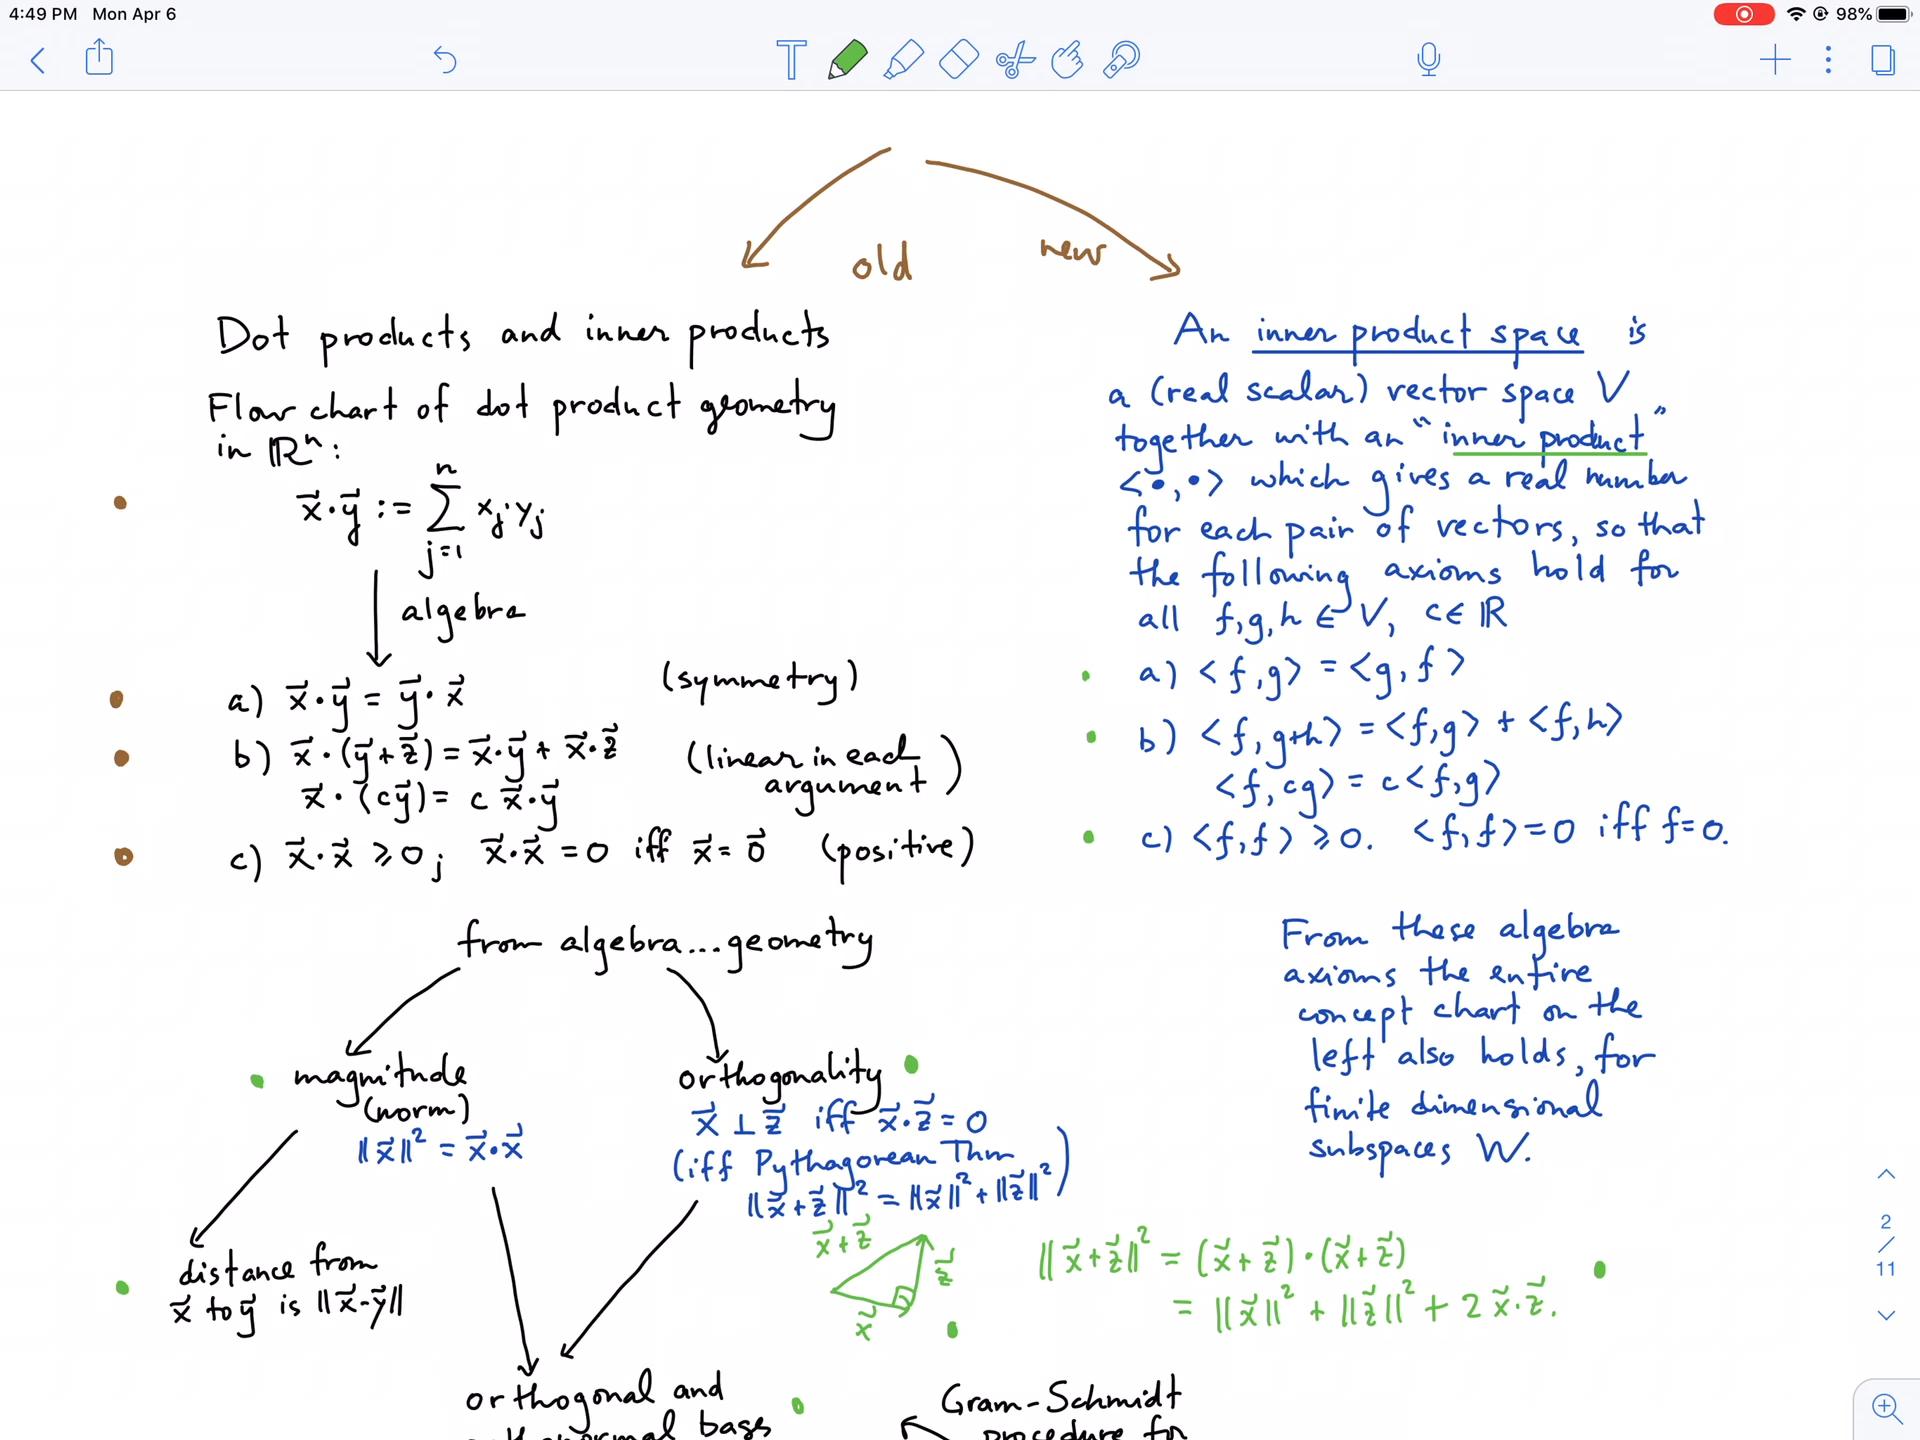 4:49 PM Mon Apr 6
98%
old
new
Dot products and inner products
Flow chart of dot product geometry
in ℝⁿ:
x⃗·y⃗ := Σ_{j=1}^{n} x_j y_j
algebra
a) x⃗·y⃗ = y⃗·x⃗ (symmetry)
b) x⃗·(y⃗+z⃗) = x⃗·y⃗ + x⃗·z⃗ (linear in each
argument)
x⃗·(cy⃗) = c x⃗·y⃗
c) x⃗·x⃗ ≥ 0; x⃗·x⃗ = 0 iff x⃗ = 0⃗ (positive)
from algebra...geometry
magnitude
(norm)
‖x⃗‖² = x⃗·x⃗
orthogonality
x⃗ ⊥ z⃗ iff x⃗·z⃗ = 0
(iff Pythagorean Thm
‖x⃗+z⃗‖² = ‖x⃗‖² + ‖z⃗‖²)
distance from
x⃗ to y⃗ is ‖x⃗-y⃗‖
x⃗+z⃗
z⃗
x⃗
‖x⃗+z⃗‖² = (x⃗+z⃗)·(x⃗+z⃗)
= ‖x⃗‖² + ‖z⃗‖² + 2 x⃗·z⃗.
orthogonal and
orthonormal bases
Gram-Schmidt
procedure for
An inner product space is
a (real scalar) vector space V
together with an "inner product"
<•,•> which gives a real number
for each pair of vectors, so that
the following axioms hold for
all f,g,h ∈ V, c∈ℝ
a) <f,g> = <g,f>
b) <f,g+h> = <f,g> + <f,h>
<f,cg> = c<f,g>
c) <f,f> ≥ 0. <f,f> = 0 iff f=0.
From these algebra
axioms the entire
concept chart on the
left also holds, for
finite dimensional
subspaces W.
2
/
11